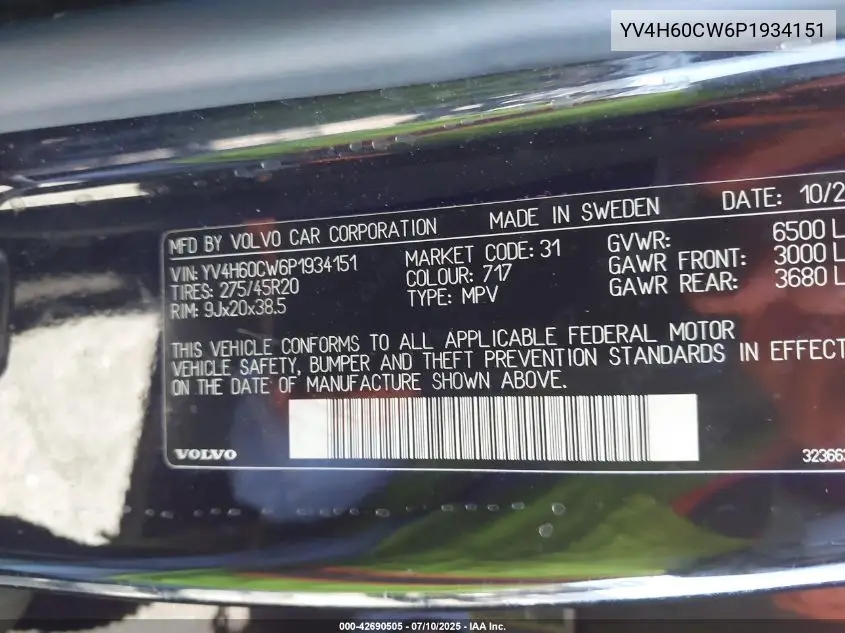 YV4H60CW6P1934151
MFD BY VOLVO CAR CORPORATION MADE IN SWEDEN DATE: 10/2
VIN: YV4H60CW6P1934151 MARKET CODE: 31 GVWR: 6500 L
TIRES: 275/45R20 COLOUR: 717 GAWR FRONT: 3000 L
RIM: 9Jx20x38.5 TYPE: MPV GAWR REAR: 3680 L
THIS VEHICLE CONFORMS TO ALL APPLICABLE FEDERAL MOTOR
VEHICLE SAFETY, BUMPER AND THEFT PREVENTION STANDARDS IN EFFECT
ON THE DATE OF MANUFACTURE SHOWN ABOVE.
VOLVO 32366
000-42690505 - 07/10/2025 - IAA Inc.